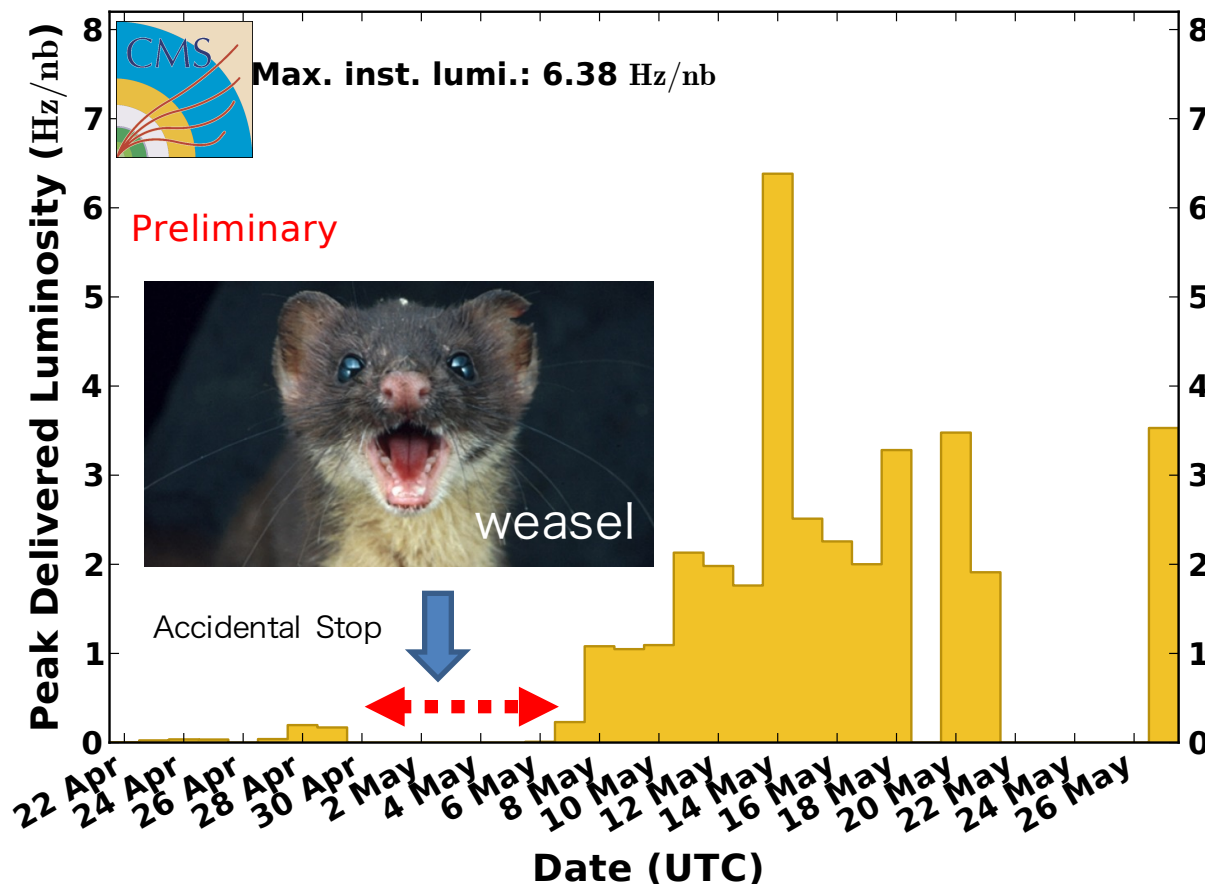 CMS
Max. inst. lumi.: 6.38 Hz/nb
Preliminary
weasel
Accidental Stop
Peak Delivered Luminosity (Hz/nb)
8
7
6
5
4
3
2
1
0
8
7
6
5
4
3
2
1
0
22 Apr
24 Apr
26 Apr
28 Apr
30 Apr
2 May
4 May
6 May
8 May
10 May
12 May
14 May
16 May
18 May
20 May
22 May
24 May
26 May
Date (UTC)